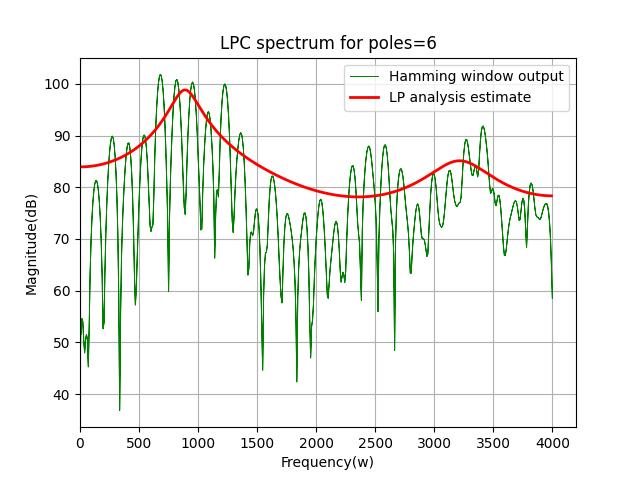 LPC spectrum for poles=6
Hamming window output
LP analysis estimate
100
90
80
70
60
50
40
Magnitude(dB)
0 500 1000 1500 2000 2500 3000 3500 4000
Frequency(w)